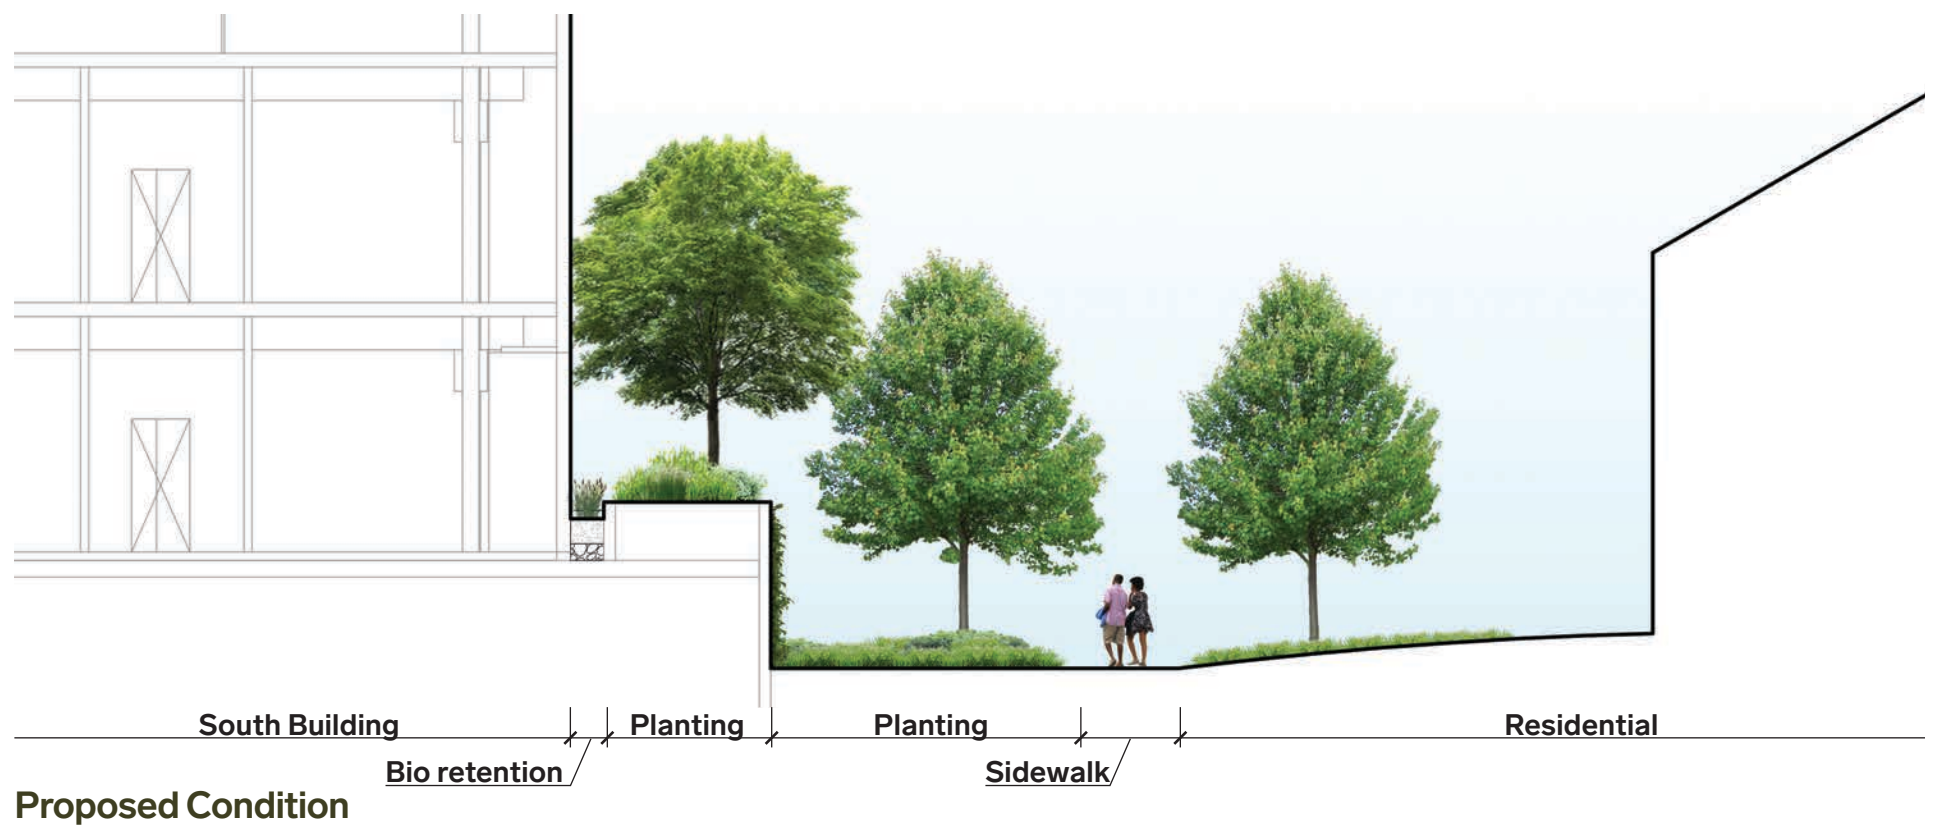 South Building
Planting
Planting
Residential
Bio retention
Sidewalk
Proposed Condition